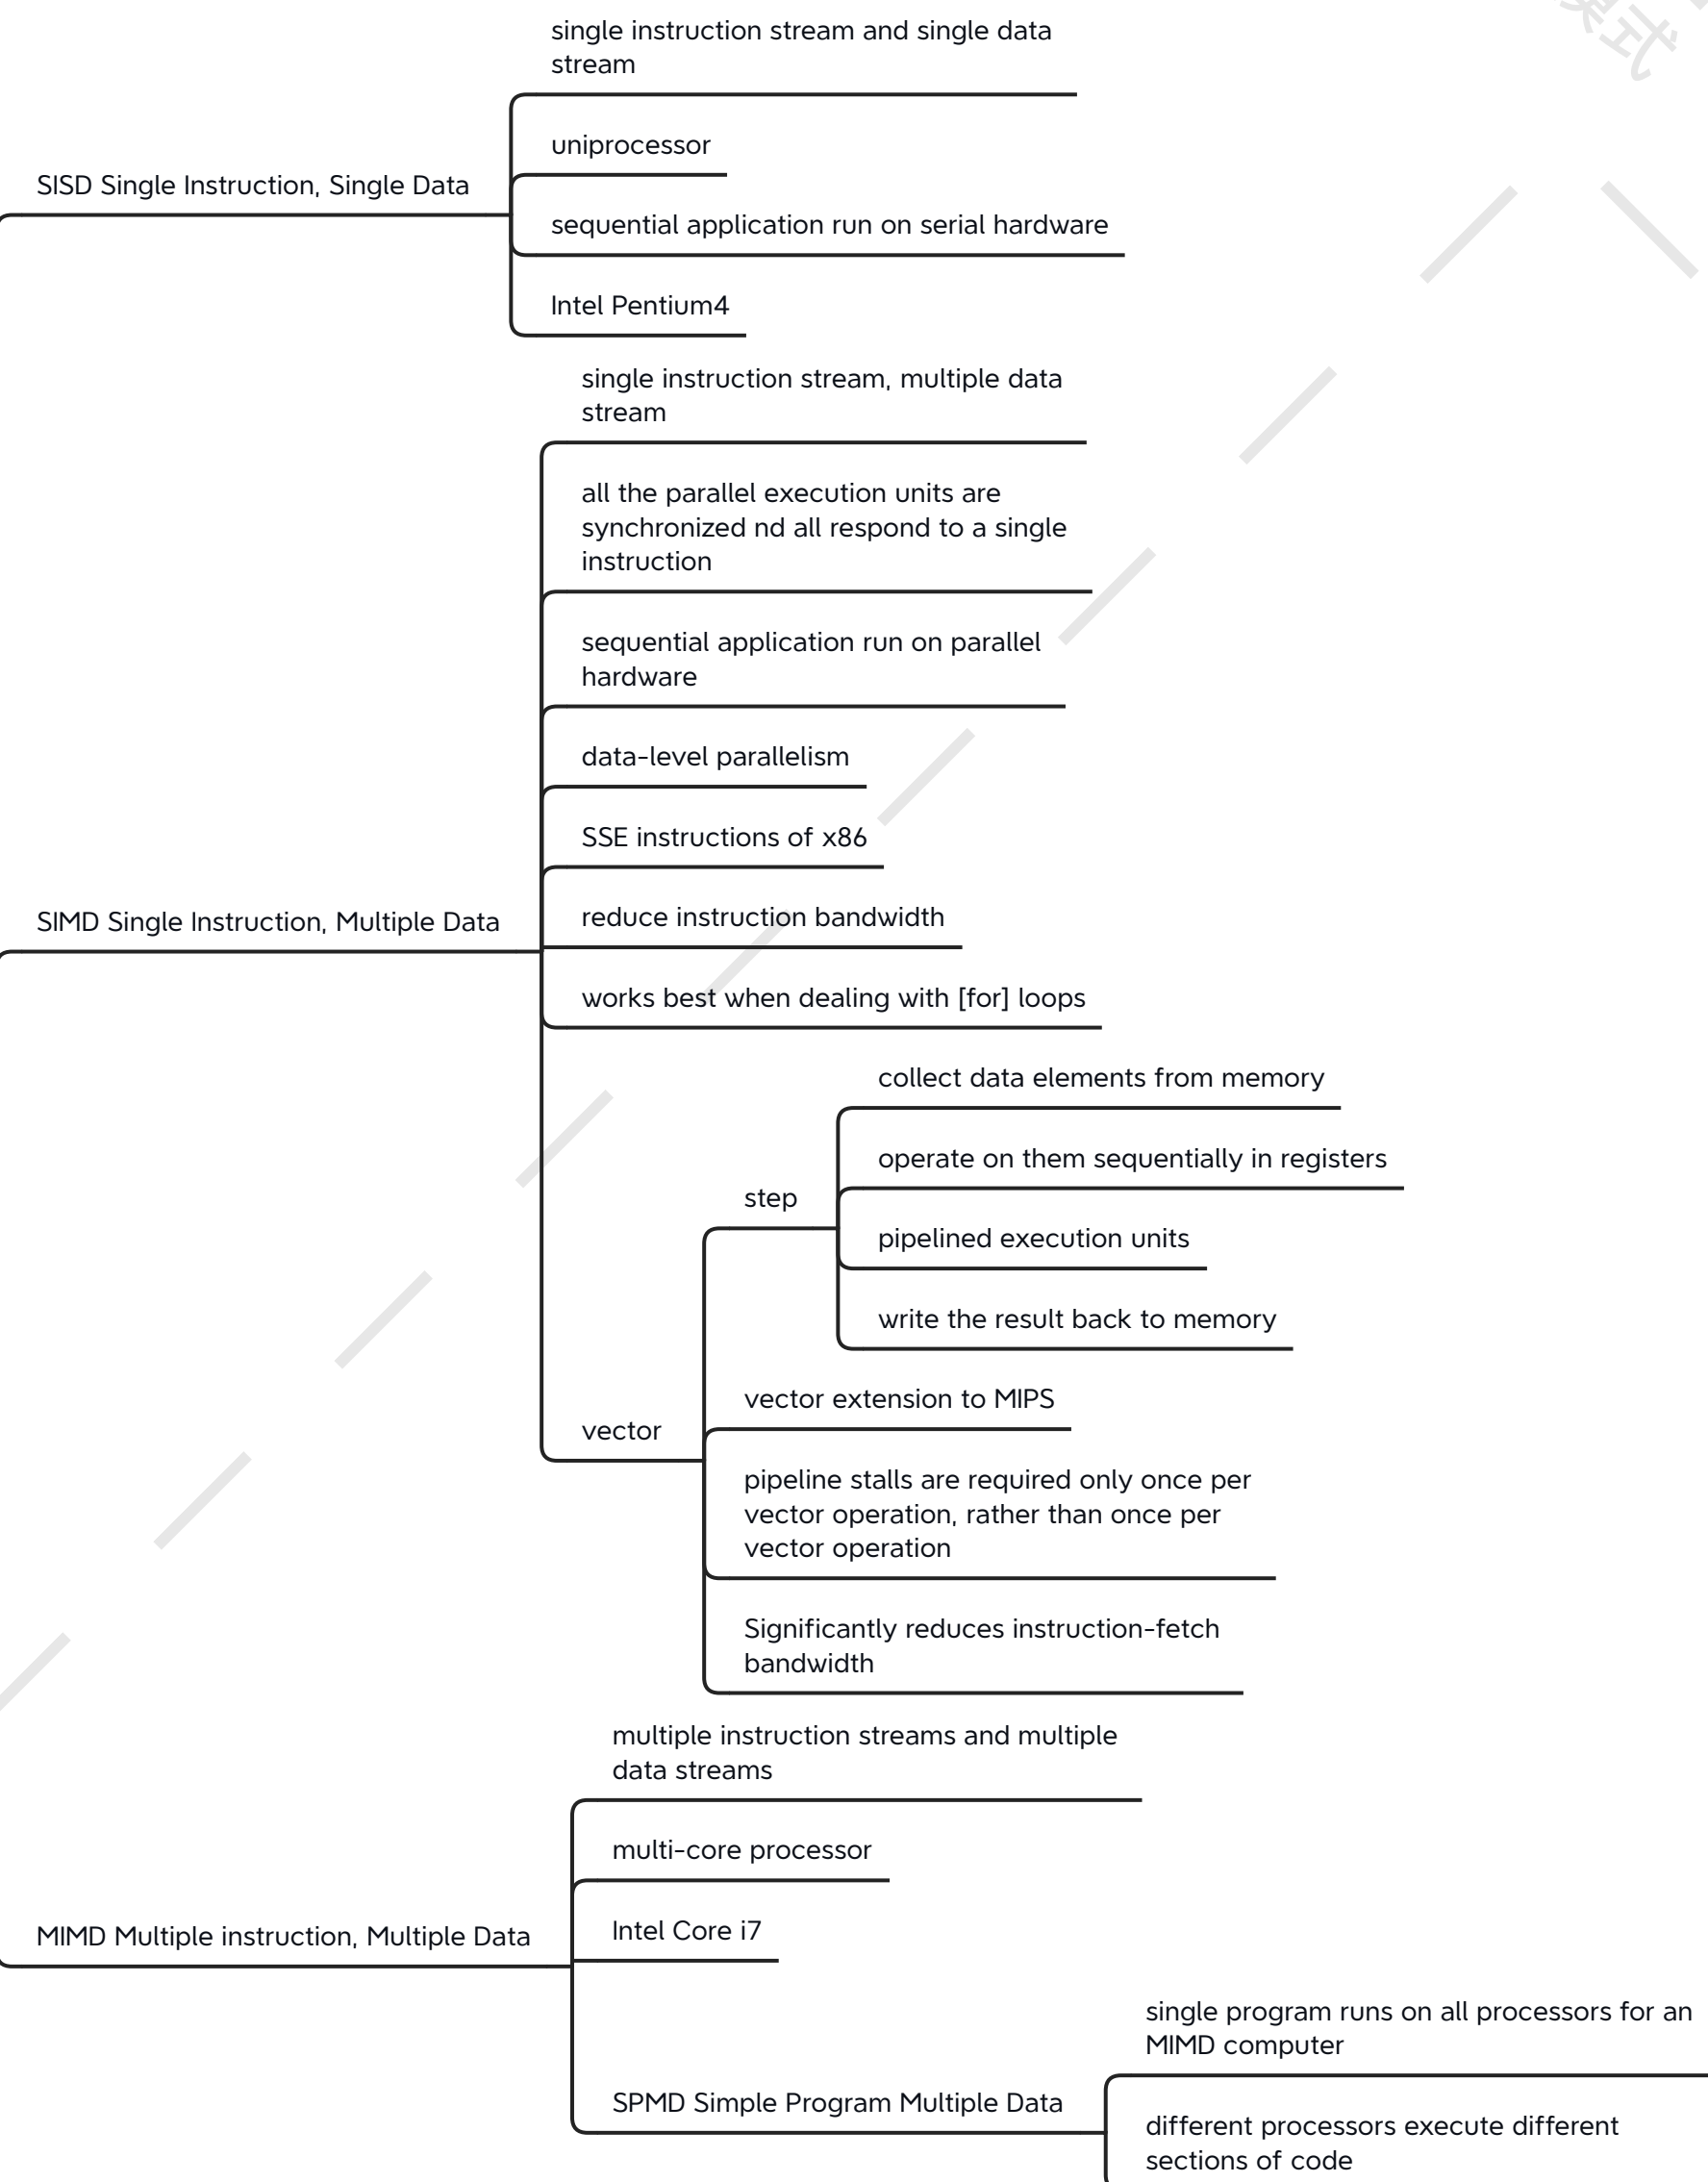 模式
single instruction stream and single data
stream
uniprocessor
SISD Single Instruction, Single Data
sequential application run on serial hardware
Intel Pentium4
single instruction stream, multiple data
stream
all the parallel execution units are
synchronized nd all respond to a single
instruction
sequential application run on parallel
hardware
data-level parallelism
SSE instructions of x86
SIMD Single Instruction, Multiple Data
reduce instruction bandwidth
works best when dealing with [for] loops
collect data elements from memory
operate on them sequentially in registers
step
pipelined execution units
write the result back to memory
vector extension to MIPS
vector
pipeline stalls are required only once per
vector operation, rather than once per
vector operation
Significantly reduces instruction-fetch
bandwidth
multiple instruction streams and multiple
data streams
multi-core processor
Intel Core i7
MIMD Multiple instruction, Multiple Data
single program runs on all processors for an
MIMD computer
SPMD Simple Program Multiple Data
different processors execute different
sections of code